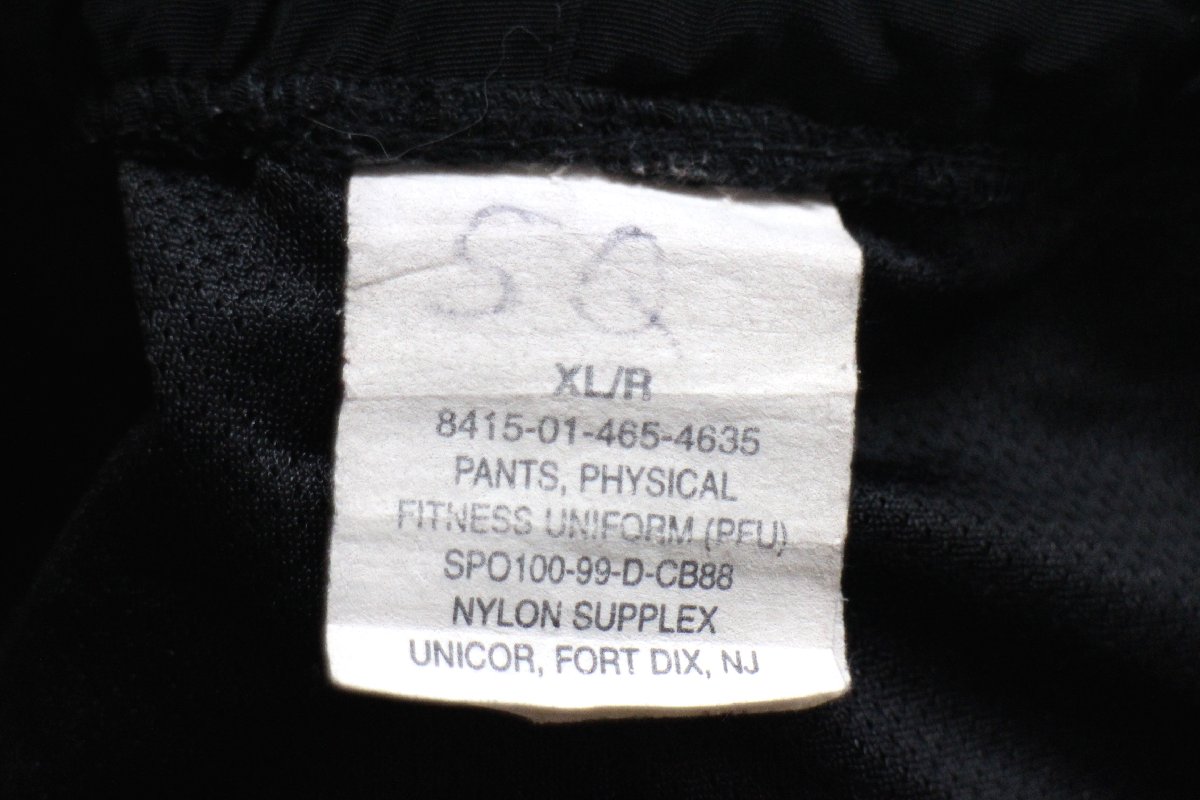 SQ
XL/R
8415-01-465-4635
PANTS, PHYSICAL
FITNESS UNIFORM (PFU)
SPO100-99-D-CB88
NYLON SUPPLEX
UNICOR, FORT DIX, NJ